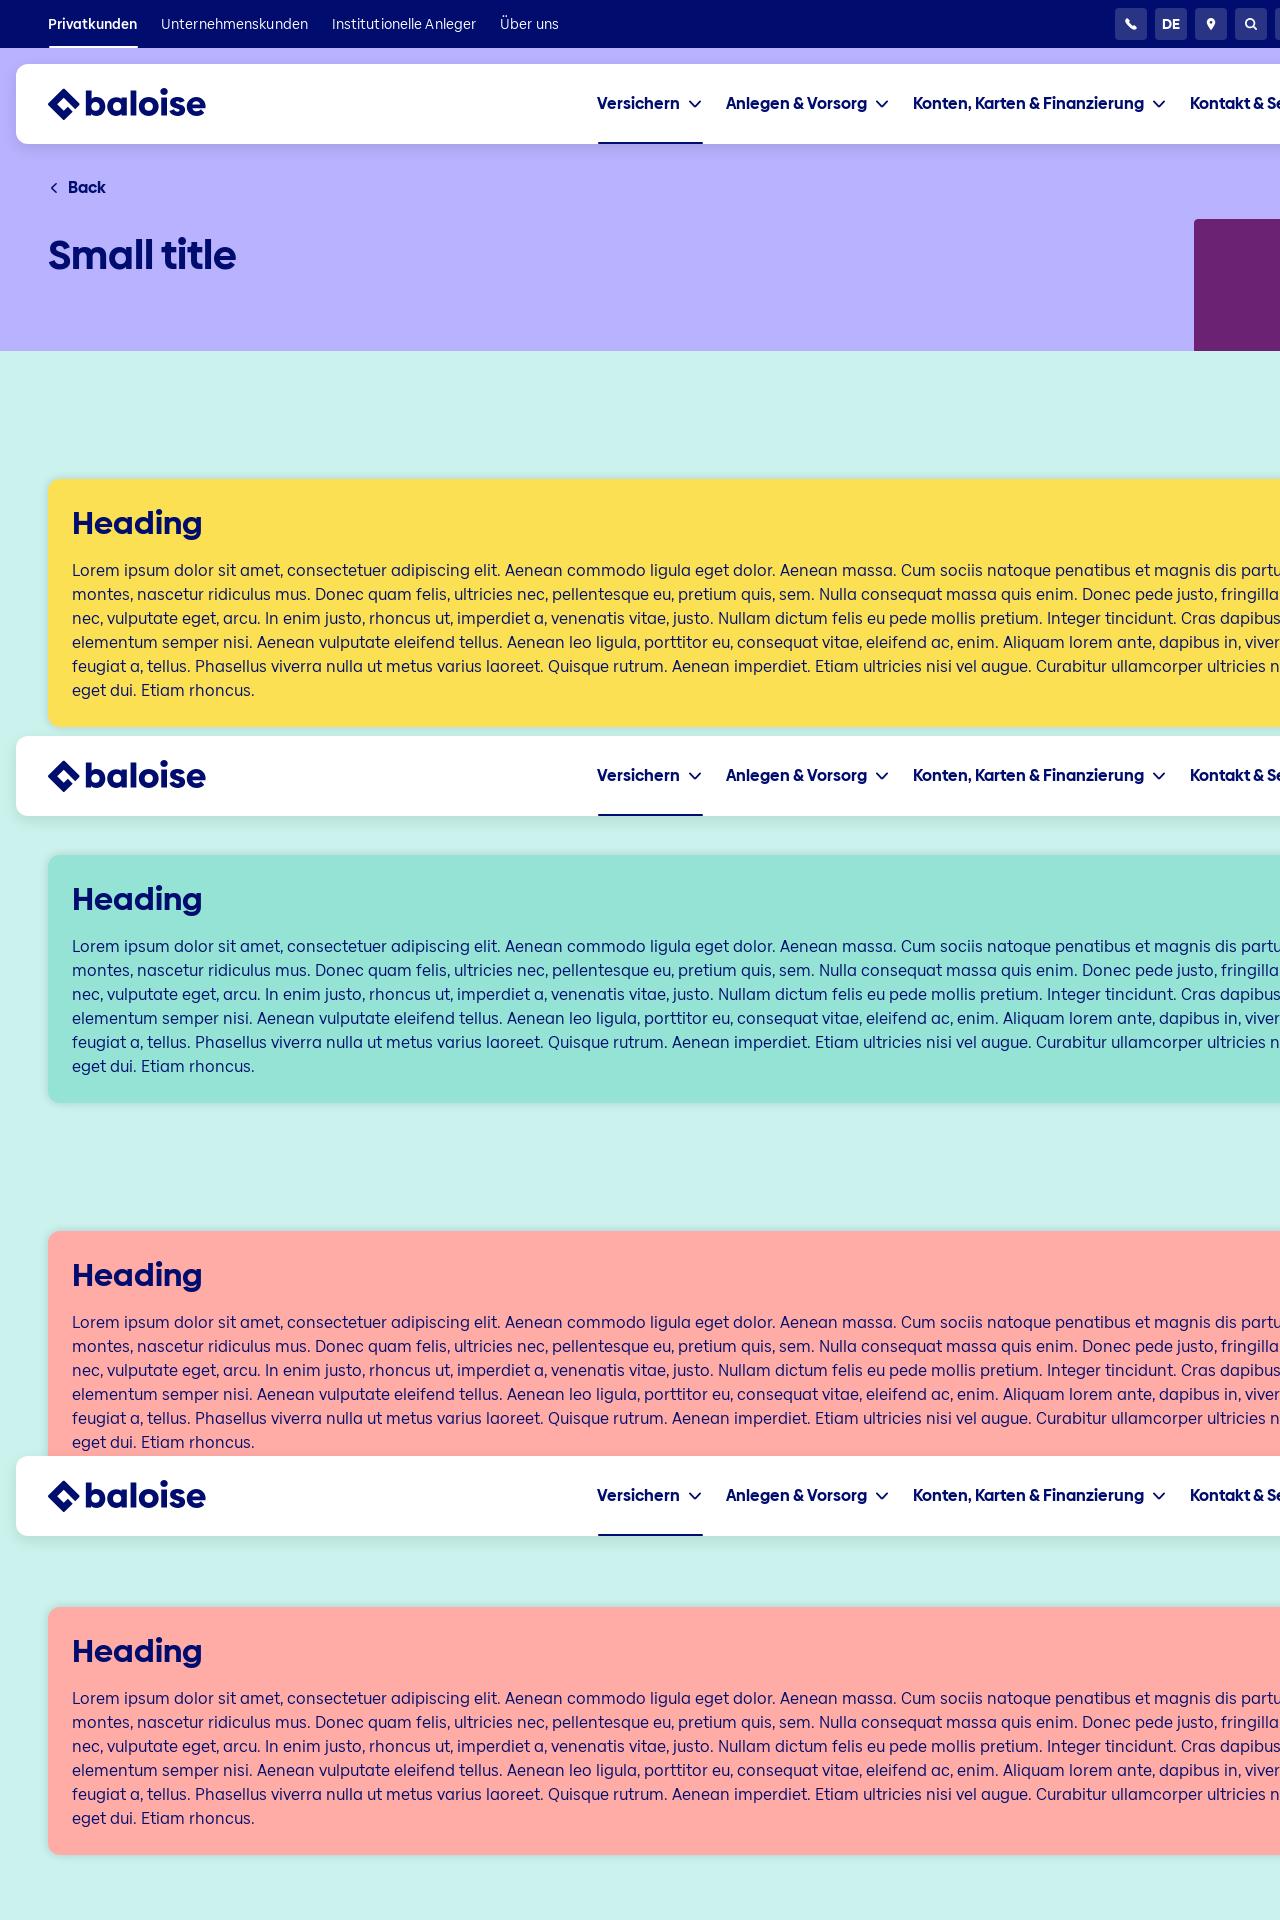 Privatkunden Unternehmenskunden Institutionelle Anleger Über uns DE
baloise Versichern Anlegen & Vorsorg Konten, Karten & Finanzierung Kontakt &
Back
Small title
Heading
Lorem ipsum dolor sit amet, consectetuer adipiscing elit. Aenean commodo ligula eget dolor. Aenean massa. Cum sociis natoque penatibus et magnis dis
montes, nascetur ridiculus mus. Donec quam felis, ultricies nec, pellentesque eu, pretium quis, sem. Nulla consequat massa quis enim. Donec pede justo, fringilla
nec, vulputate eget, arcu. In enim justo, rhoncus ut, imperdiet a, venenatis vitae, justo. Nullam dictum felis eu pede mollis pretium. Integer tincidunt. Cras dapibus
elementum semper nisi. Aenean vulputate eleifend tellus. Aenean leo ligula, porttitor eu, consequat vitae, eleifend ac, enim. Aliquam lorem ante, dapibus in,
feugiat a, tellus. Phasellus viverra nulla ut metus varius laoreet. Quisque rutrum. Aenean imperdiet. Etiam ultricies nisi vel augue. Curabitur ullamcorper ultricies
eget dui. Etiam rhoncus.
baloise Versichern Anlegen & Vorsorg Konten, Karten & Finanzierung Kontakt &
Heading
Lorem ipsum dolor sit amet, consectetuer adipiscing elit. Aenean commodo ligula eget dolor. Aenean massa. Cum sociis natoque penatibus et magnis dis
montes, nascetur ridiculus mus. Donec quam felis, ultricies nec, pellentesque eu, pretium quis, sem. Nulla consequat massa quis enim. Donec pede justo, fringilla
nec, vulputate eget, arcu. In enim justo, rhoncus ut, imperdiet a, venenatis vitae, justo. Nullam dictum felis eu pede mollis pretium. Integer tincidunt. Cras dapibus
elementum semper nisi. Aenean vulputate eleifend tellus. Aenean leo ligula, porttitor eu, consequat vitae, eleifend ac, enim. Aliquam lorem ante, dapibus in,
feugiat a, tellus. Phasellus viverra nulla ut metus varius laoreet. Quisque rutrum. Aenean imperdiet. Etiam ultricies nisi vel augue. Curabitur ullamcorper ultricies
eget dui. Etiam rhoncus.
Heading
Lorem ipsum dolor sit amet, consectetuer adipiscing elit. Aenean commodo ligula eget dolor. Aenean massa. Cum sociis natoque penatibus et magnis dis
montes, nascetur ridiculus mus. Donec quam felis, ultricies nec, pellentesque eu, pretium quis, sem. Nulla consequat massa quis enim. Donec pede justo, fringilla
nec, vulputate eget, arcu. In enim justo, rhoncus ut, imperdiet a, venenatis vitae, justo. Nullam dictum felis eu pede mollis pretium. Integer tincidunt. Cras dapibus
elementum semper nisi. Aenean vulputate eleifend tellus. Aenean leo ligula, porttitor eu, consequat vitae, eleifend ac, enim. Aliquam lorem ante, dapibus in,
feugiat a, tellus. Phasellus viverra nulla ut metus varius laoreet. Quisque rutrum. Aenean imperdiet. Etiam ultricies nisi vel augue. Curabitur ullamcorper ultricies
eget dui. Etiam rhoncus.
baloise Versichern Anlegen & Vorsorg Konten, Karten & Finanzierung Kontakt &
Heading
Lorem ipsum dolor sit amet, consectetuer adipiscing elit. Aenean commodo ligula eget dolor. Aenean massa. Cum sociis natoque penatibus et magnis dis
montes, nascetur ridiculus mus. Donec quam felis, ultricies nec, pellentesque eu, pretium quis, sem. Nulla consequat massa quis enim. Donec pede justo, fringilla
nec, vulputate eget, arcu. In enim justo, rhoncus ut, imperdiet a, venenatis vitae, justo. Nullam dictum felis eu pede mollis pretium. Integer tincidunt. Cras dapibus
elementum semper nisi. Aenean vulputate eleifend tellus. Aenean leo ligula, porttitor eu, consequat vitae, eleifend ac, enim. Aliquam lorem ante, dapibus in,
feugiat a, tellus. Phasellus viverra nulla ut metus varius laoreet. Quisque rutrum. Aenean imperdiet. Etiam ultricies nisi vel augue. Curabitur ullamcorper ultricies
eget dui. Etiam rhoncus.